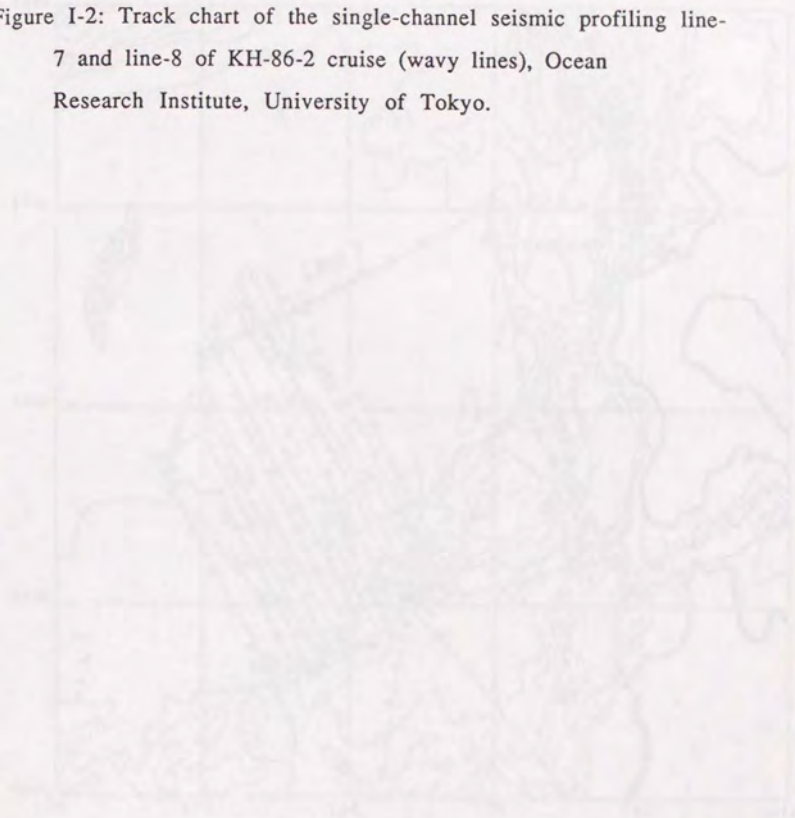 Figure I-2: Track chart of the single-channel seismic profiling line-
7 and line-8 of KH-86-2 cruise (wavy lines), Ocean
Research Institute, University of Tokyo.